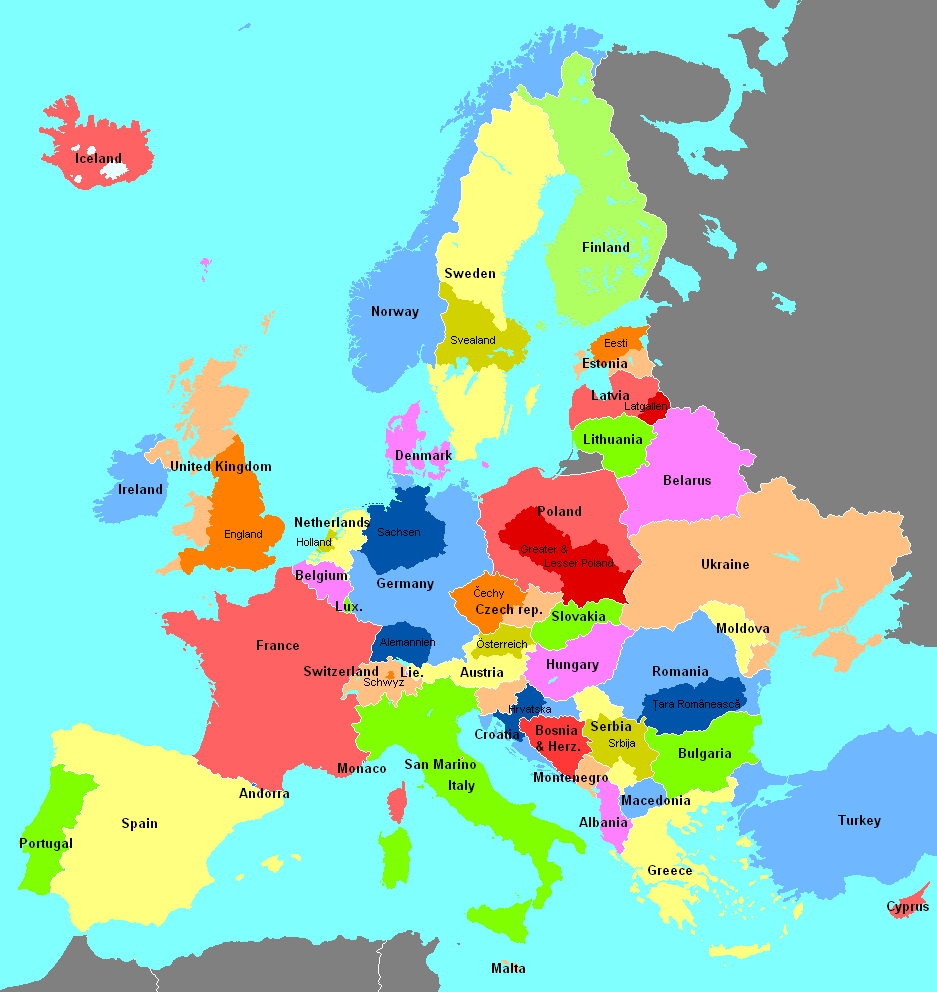 Iceland
Finland
Sweden
Norway
Svealand
Eesti
Estonia
Latvia
Latgallen
Lithuania
Denmark
United Kingdom
Belarus
Ireland
Poland
Netherlands
Sachsen
England
Holland
Greater &
Lesser Poland
Ukraine
Belgium
Germany
Čechy
Lux.
Czech rep.
Slovakia
Moldova
France
Alemannien
Österreich
Hungary
Switzerland
Lie.
Austria
Romania
Schwyz
Hrvatska
Țara Românească
Serbia
Croatia
Bosnia
& Herz.
Srbija
Bulgaria
San Marino
Monaco
Montenegro
Italy
Andorra
Macedonia
Spain
Albania
Turkey
Portugal
Greece
Cyprus
Malta